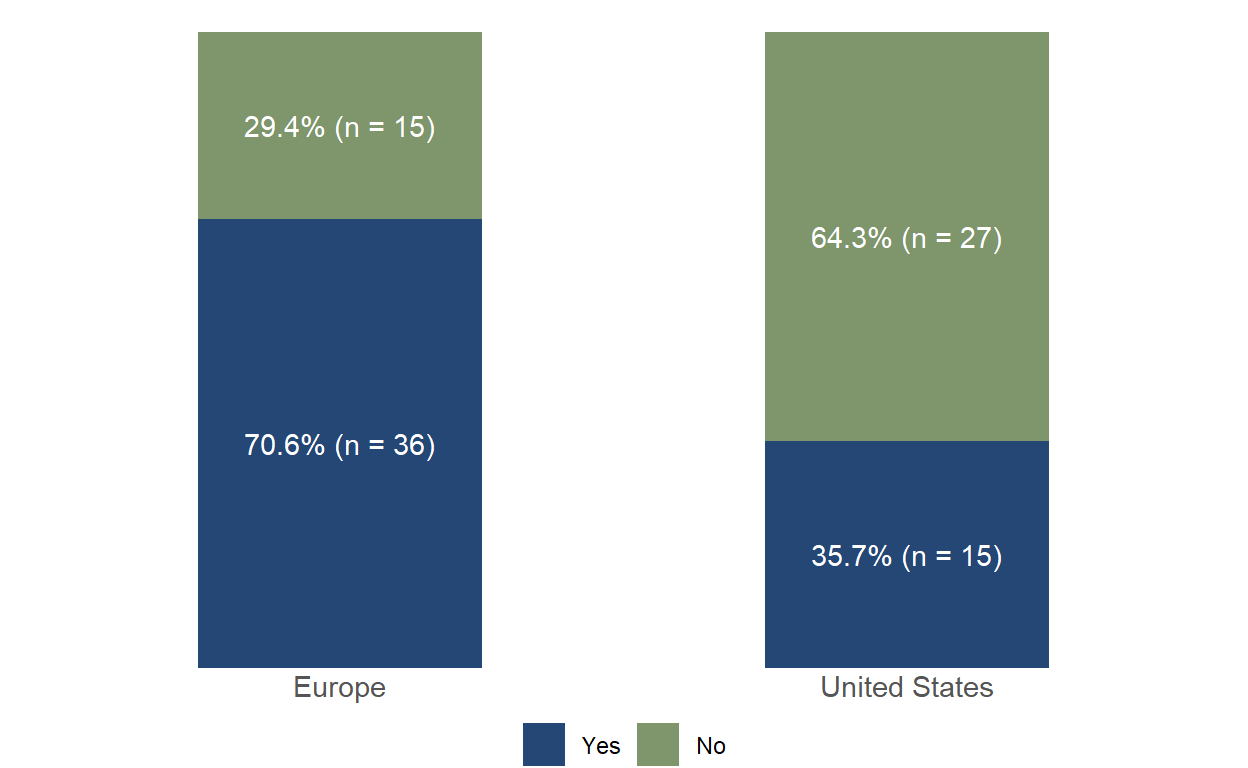 29.4% (n = 15)
64.3% (n = 27)
70.6% (n = 36)
35.7% (n = 15)
Europe
United States
Yes
No